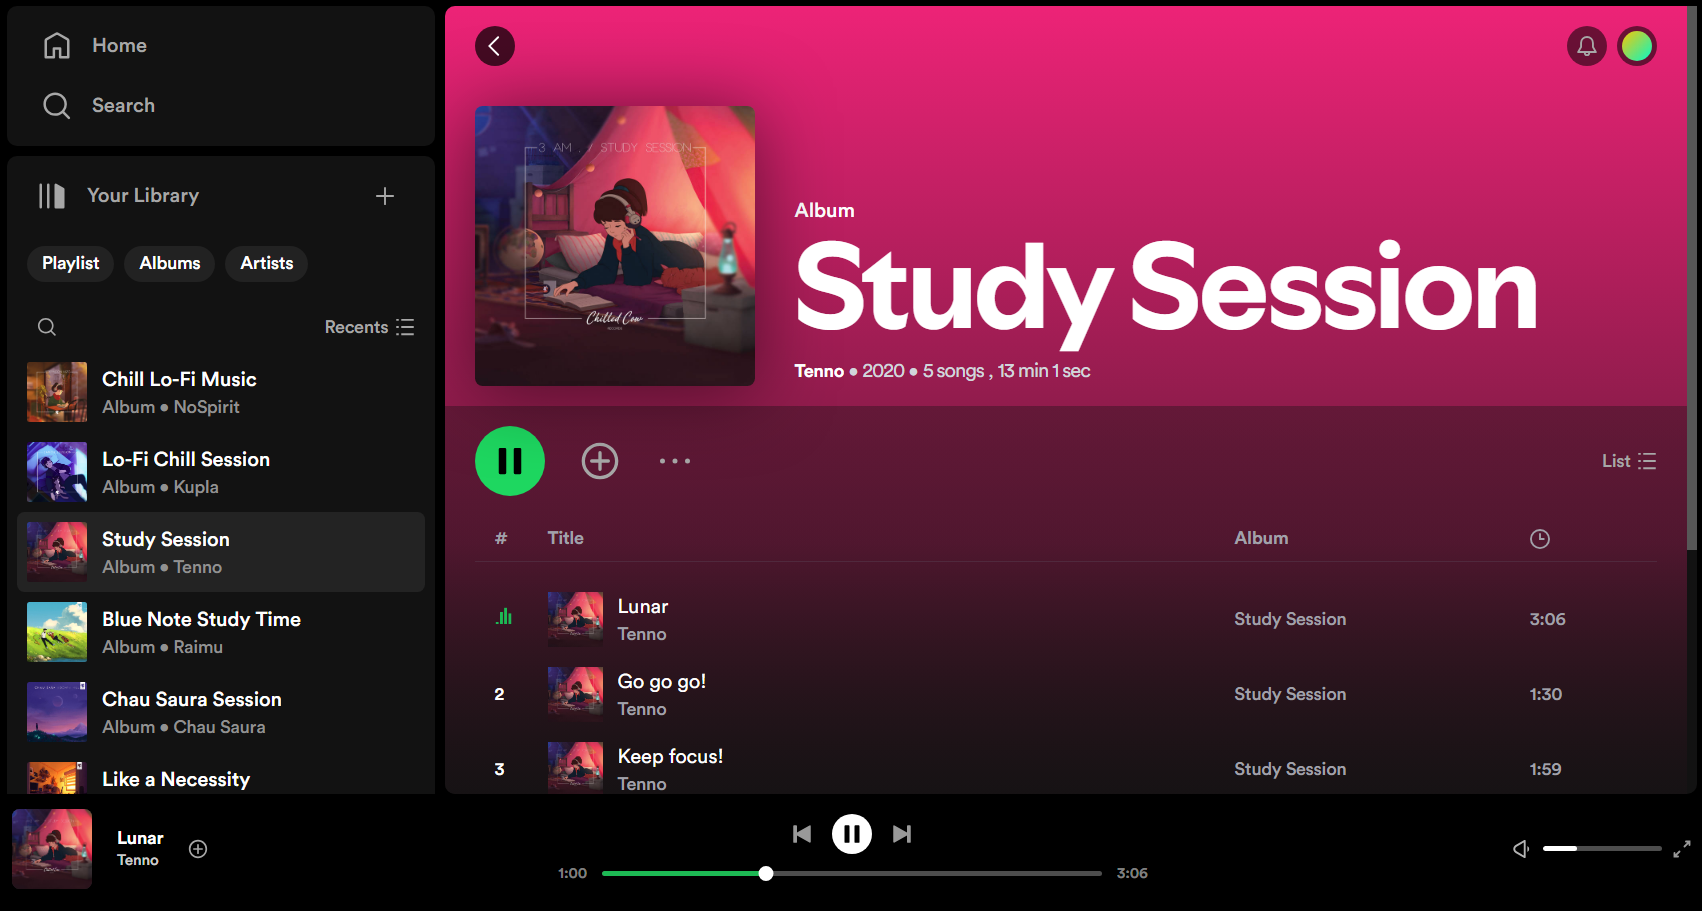 Home
Search
Your Library
Playlist Albums Artists
Recents
Chill Lo-Fi Music
Album • NoSpirit
Lo-Fi Chill Session
Album • Kupla
Study Session
Album • Tenno
Blue Note Study Time
Album • Raimu
Chau Saura Session
Album • Chau Saura
Like a Necessity
3 AM . / STUDY SESSION
Chilled Cow
Album
Study Session
Tenno • 2020 • 5 songs , 13 min 1 sec
List
# Title Album
Lunar
Tenno
Study Session 3:06
2 Go go go!
Tenno
Study Session 1:30
3 Keep focus!
Tenno
Study Session 1:59
Lunar
Tenno
1:00 3:06